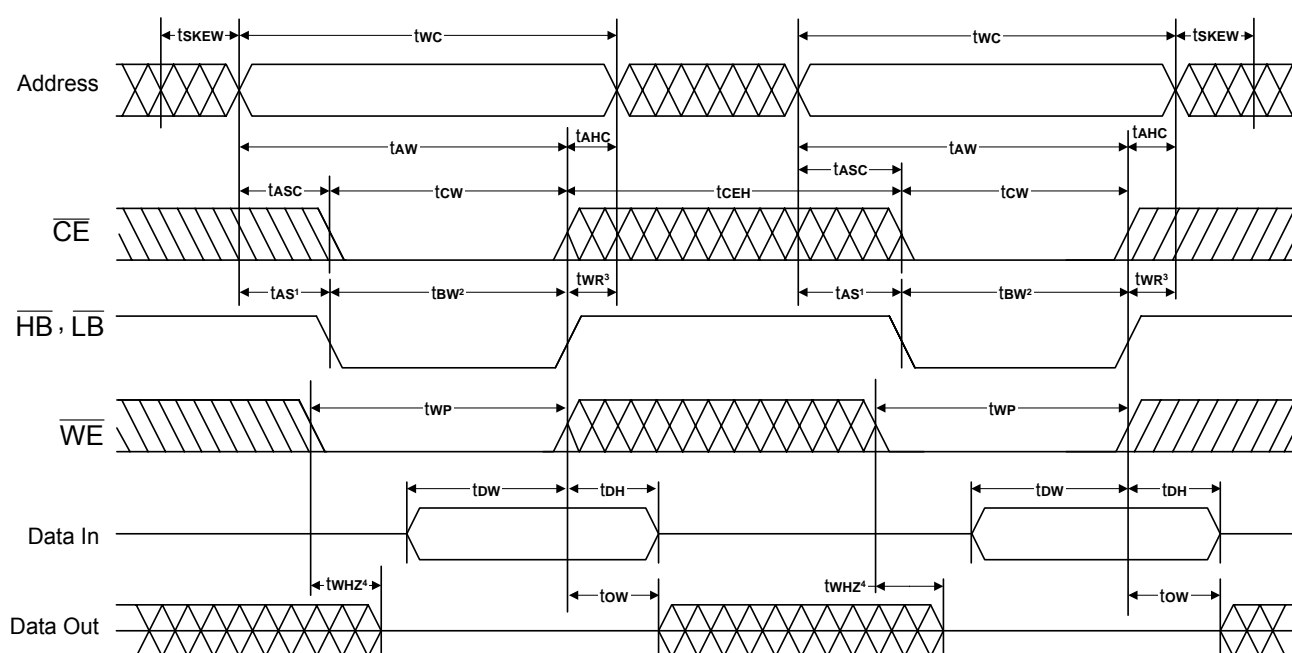 tSKEW tWC tWC tSKEW
Address
tAW tAHC tAW tAHC
tASC
tASC tCW tCEH tCW
CE
tAS¹ tBW² tWR³ tAS¹ tBW² tWR³
HB , LB
tWP tWP
WE
tDW tDH tDW tDH
Data In
tWHZ⁴ tOW tWHZ⁴ tOW
Data Out